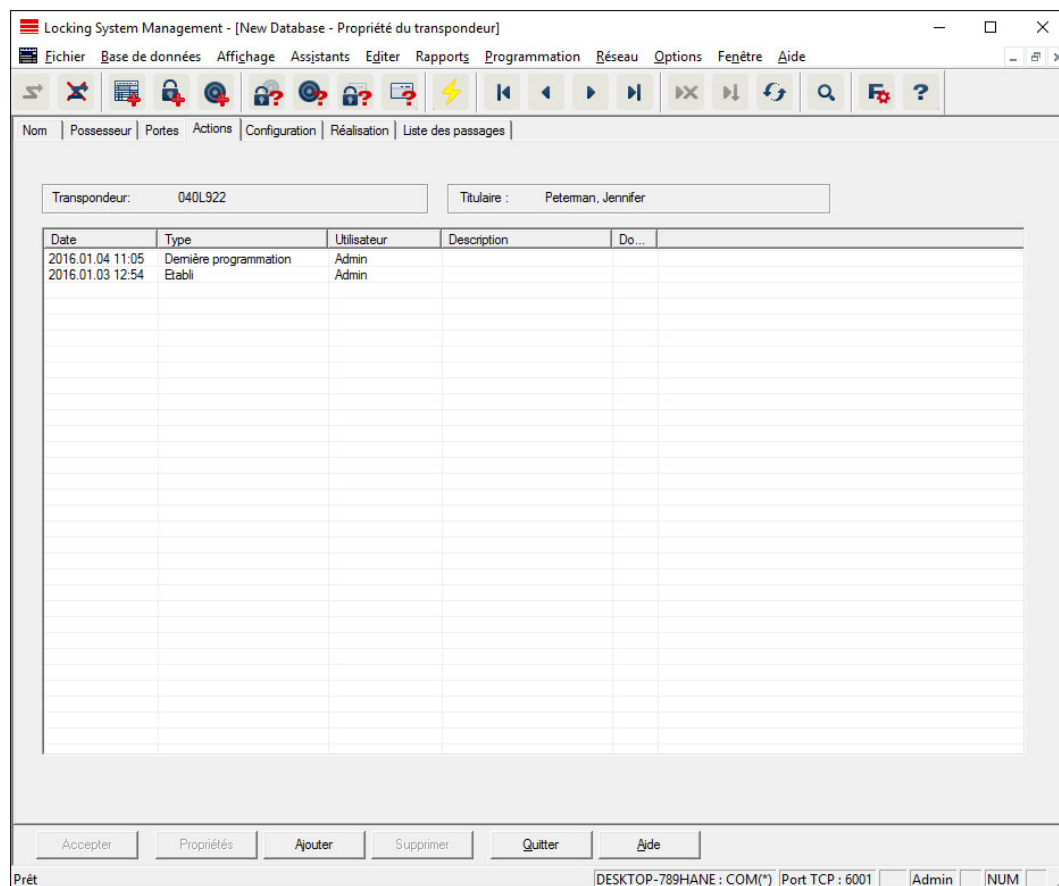 Locking System Management - [New Database - Propriété du transpondeur]
Fichier Base de données Affichage Assistants Editer Rapports Programmation Réseau Options Fenêtre Aide
Nom Possesseur Portes Actions Configuration Réalisation Liste des passages
Transpondeur: 040L922 Titulaire : Peterman, Jennifer
Date Type Utilisateur Description Do...
2016.01.04 11:05 Dernière programmation Admin
2016.01.03 12:54 Etabli Admin
Accepter Propriétés Ajouter Supprimer Quitter Aide
Prêt DESKTOP-789HANE : COM(*) Port TCP : 6001 Admin NUM